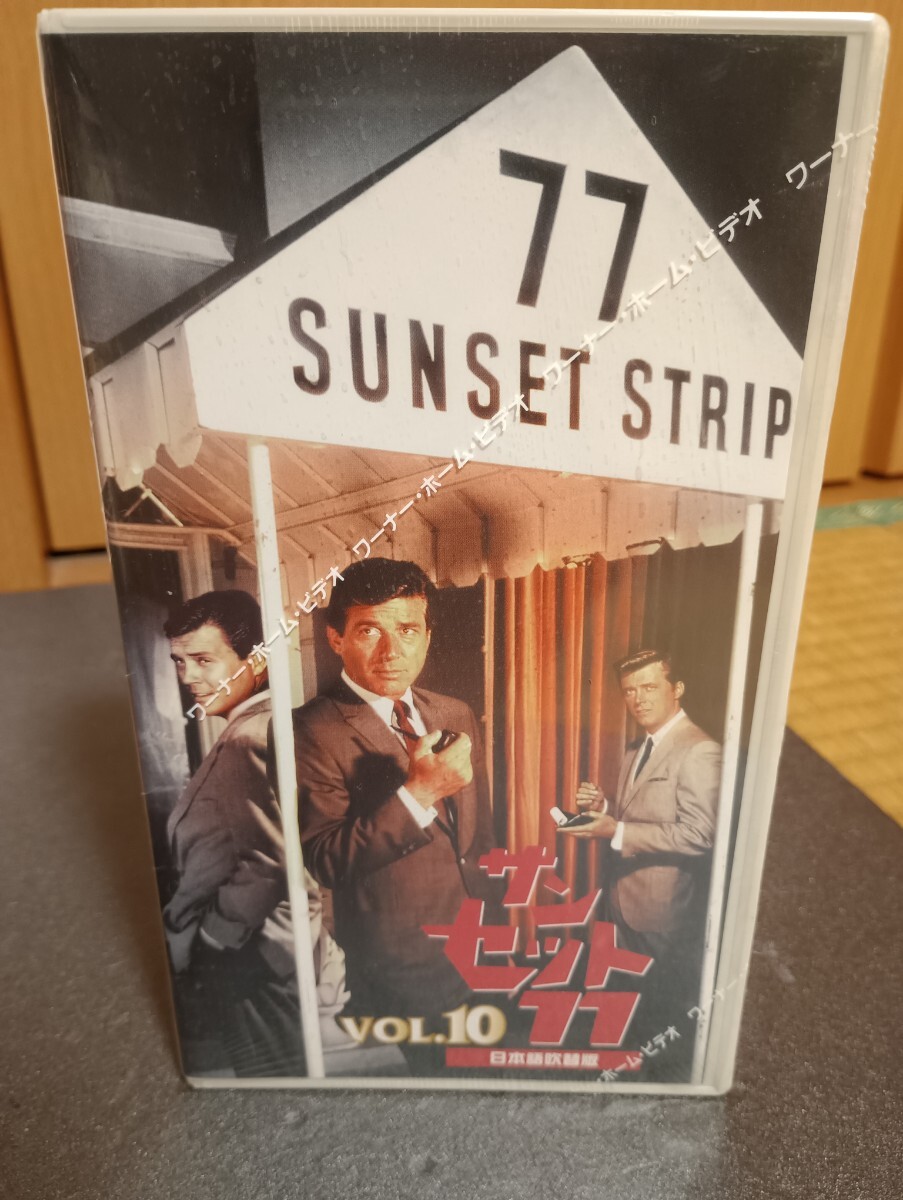 77
SUNSET STRIP
ワーナー・ホーム・ビデオ ワーナー・ホーム・ビデオ ワーナー・ホーム・ビデオ ワーナー
サン
セット
77
VOL.10
日本語吹替版
・ホーム・ビデオ ワーナー